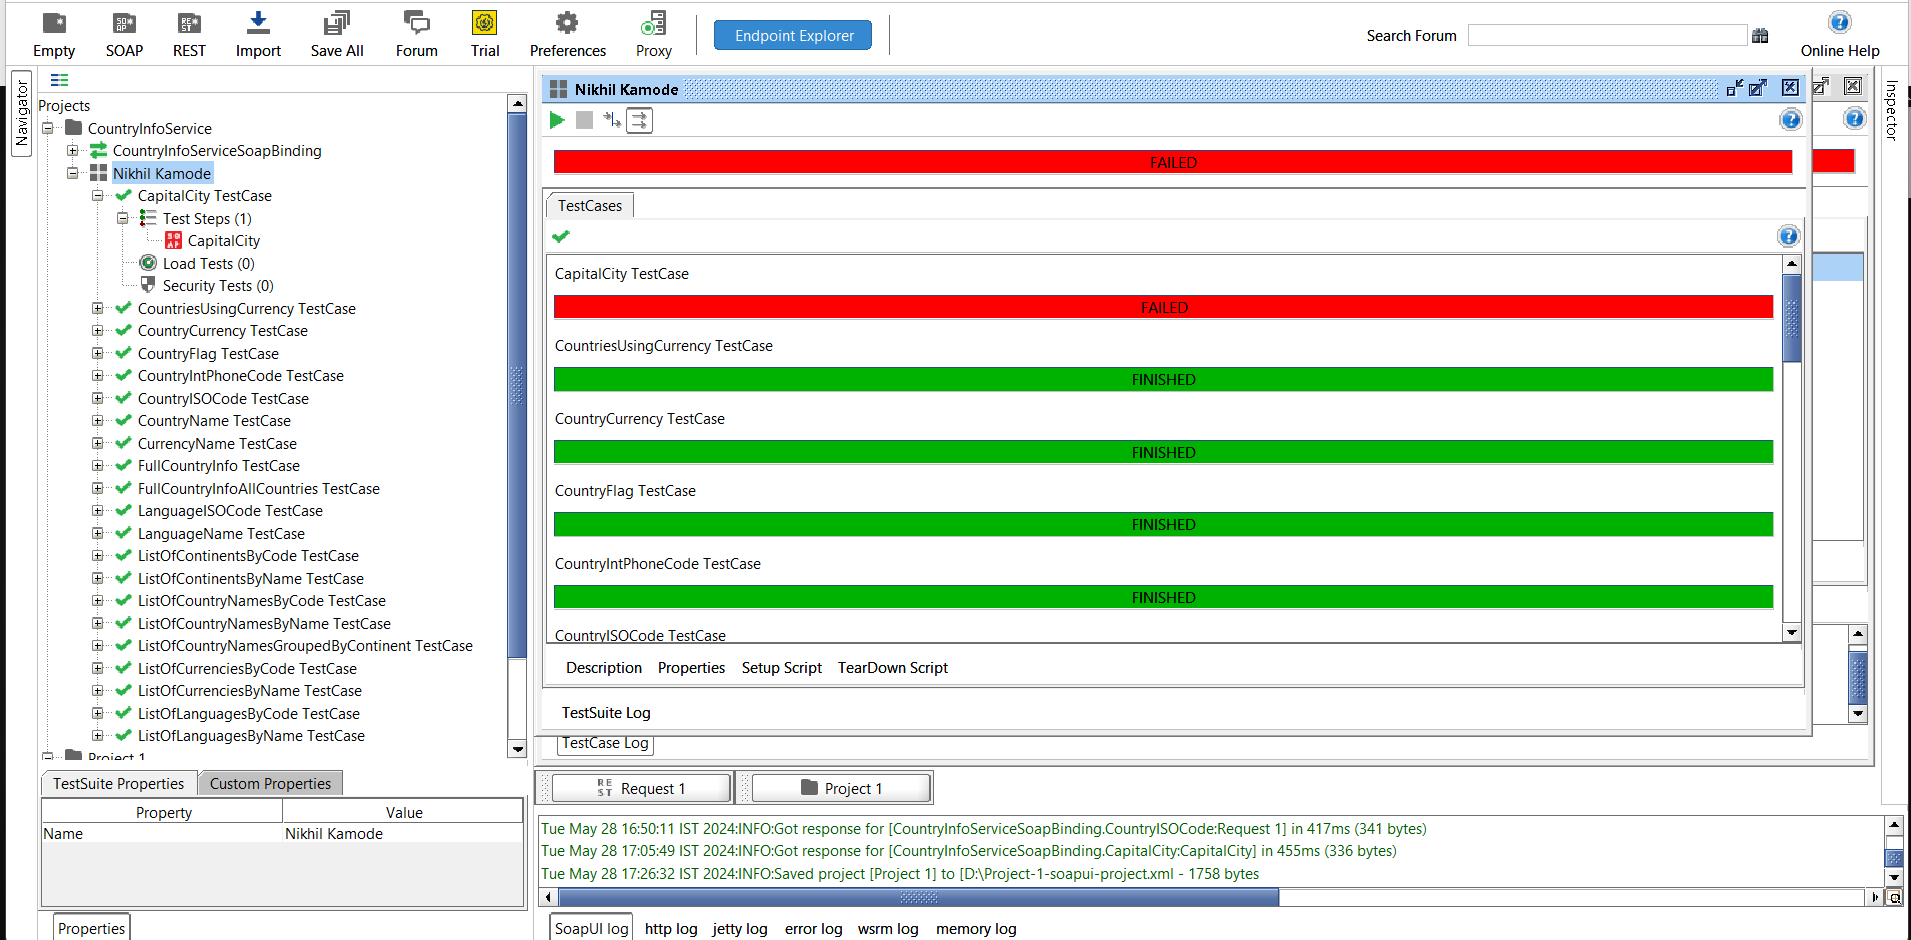 Empty SOAP REST Import Save All Forum Trial Preferences Proxy Endpoint Explorer Search Forum Online Help
Navigator
Inspector
Projects
CountryInfoService
CountryInfoServiceSoapBinding
Nikhil Kamode
CapitalCity TestCase
Test Steps (1)
CapitalCity
Load Tests (0)
Security Tests (0)
CountriesUsingCurrency TestCase
CountryCurrency TestCase
CountryFlag TestCase
CountryIntPhoneCode TestCase
CountryISOCode TestCase
CountryName TestCase
CurrencyName TestCase
FullCountryInfo TestCase
FullCountryInfoAllCountries TestCase
LanguageISOCode TestCase
LanguageName TestCase
ListOfContinentsByCode TestCase
ListOfContinentsByName TestCase
ListOfCountryNamesByCode TestCase
ListOfCountryNamesByName TestCase
ListOfCountryNamesGroupedByContinent TestCase
ListOfCurrenciesByCode TestCase
ListOfCurrenciesByName TestCase
ListOfLanguagesByCode TestCase
ListOfLanguagesByName TestCase
Project 1
TestSuite Properties Custom Properties
Property Value
Name Nikhil Kamode
Properties
Nikhil Kamode
FAILED
TestCases
CapitalCity TestCase
FAILED
CountriesUsingCurrency TestCase
FINISHED
CountryCurrency TestCase
FINISHED
CountryFlag TestCase
FINISHED
CountryIntPhoneCode TestCase
FINISHED
CountryISOCode TestCase
Description Properties Setup Script TearDown Script
TestSuite Log
TestCase Log
REST Request 1 Project 1
Tue May 28 16:50:11 IST 2024:INFO:Got response for [CountryInfoServiceSoapBinding.CountryISOCode:Request 1] in 417ms (341 bytes)
Tue May 28 17:05:49 IST 2024:INFO:Got response for [CountryInfoServiceSoapBinding.CapitalCity:CapitalCity] in 455ms (336 bytes)
Tue May 28 17:26:32 IST 2024:INFO:Saved project [Project 1] to [D:\Project-1-soapui-project.xml - 1758 bytes
SoapUI log http log jetty log error log wsrm log memory log